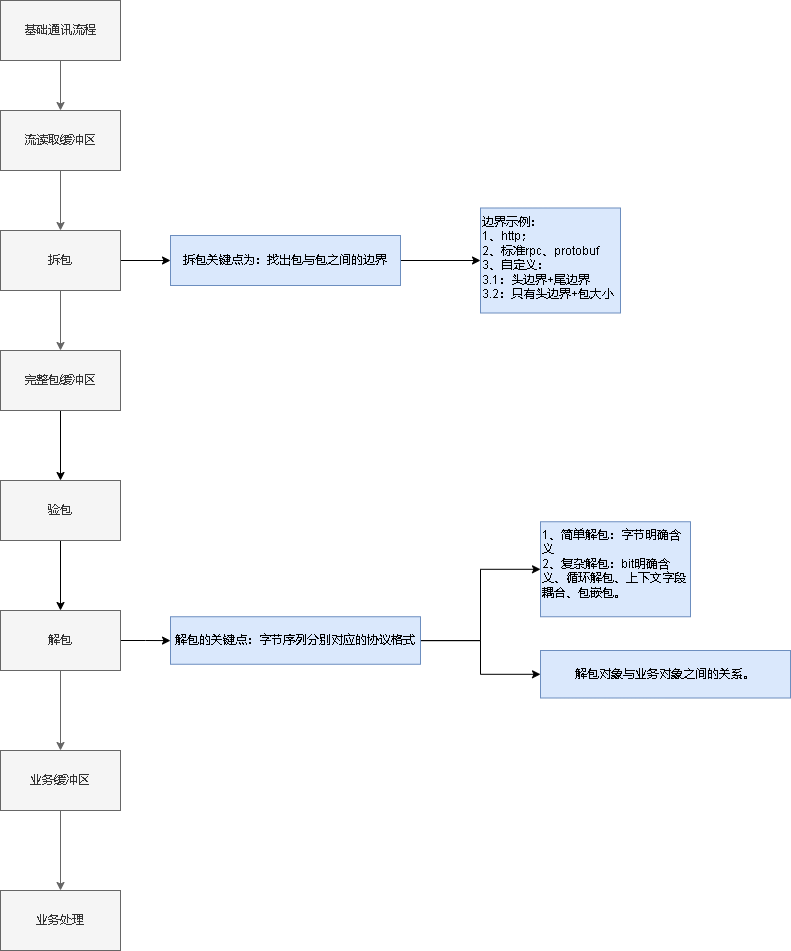 基础通讯流程
流读取缓冲区
拆包
拆包关键点为：找出包与包之间的边界
边界示例：
1、http；
2、标准rpc、protobuf
3、自定义：
3.1：头边界+尾边界
3.2：只有头边界+包大小
完整包缓冲区
验包
解包
解包的关键点：字节序列分别对应的协议格式
1、简单解包：字节明确含
义
2、复杂解包：bit明确含
义、循环解包、上下文字段
耦合、包嵌包。
解包对象与业务对象之间的关系。
业务缓冲区
业务处理